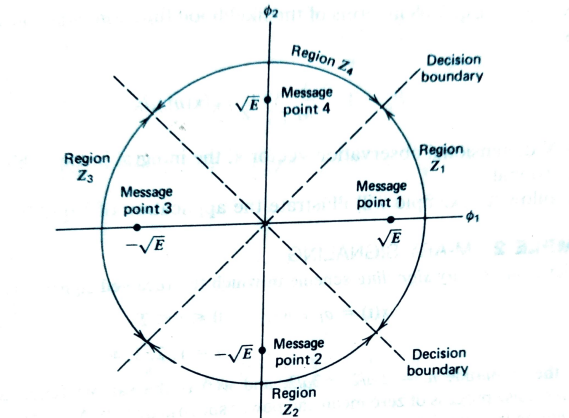 ϕ₂
Region Z₄
Decision
boundary
√E
Message
point 4
Region
Z₃
Region
Z₁
Message
point 3
Message
point 1
ϕ₁
−√E
√E
−√E
Message
point 2
Decision
boundary
Region
Z₂